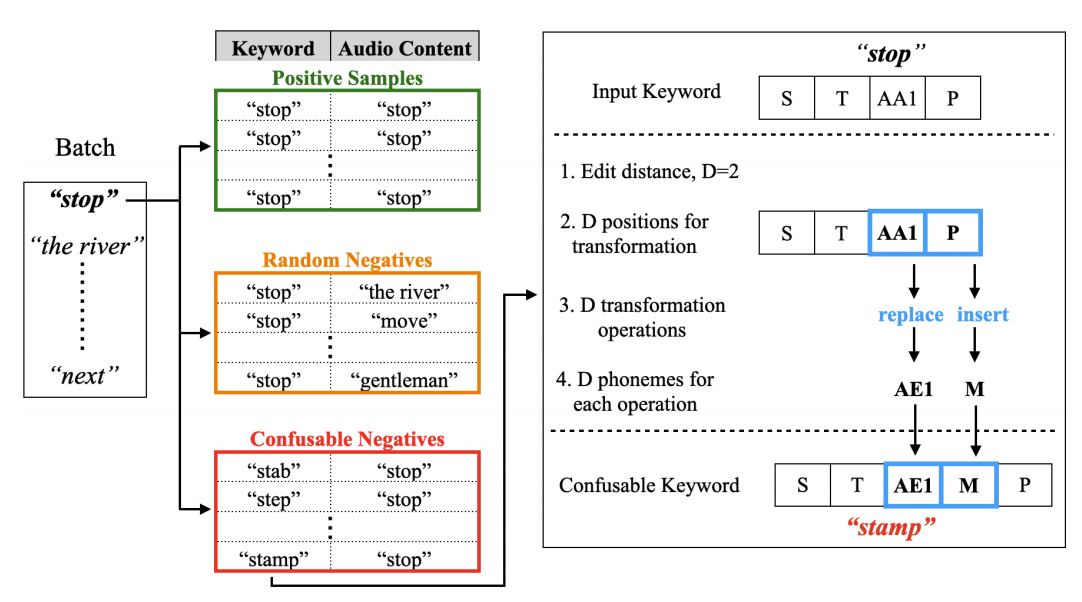 Batch
“stop”
“the river”
“next”
Keyword Audio Content
Positive Samples
“stop” “stop”
“stop” “stop”
“stop” “stop”
Random Negatives
“stop” “the river”
“stop” “move”
“stop” “gentleman”
Confusable Negatives
“stab” “stop”
“step” “stop”
“stamp” “stop”
“stop”
Input Keyword S T AA1 P
1. Edit distance, D=2
2. D positions for
transformation
S T AA1 P
3. D transformation
operations
replace insert
4. D phonemes for
each operation
AE1 M
Confusable Keyword S T AE1 M P
“stamp”